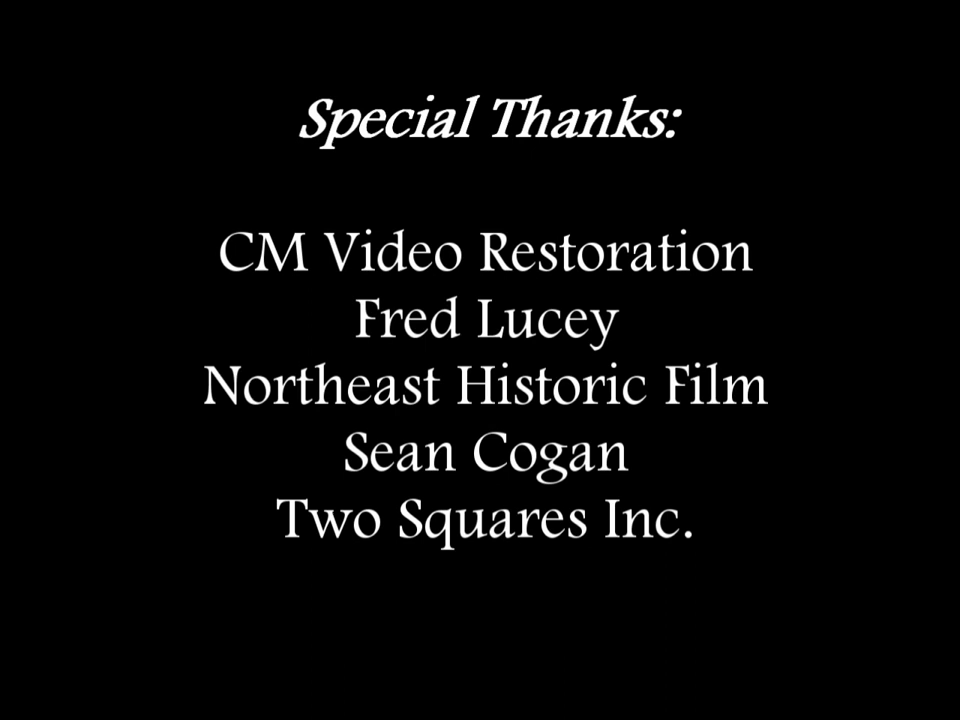 Special Thanks:
CM Video Restoration
Fred Lucey
Northeast Historic Film
Sean Cogan
Two Squares Inc.